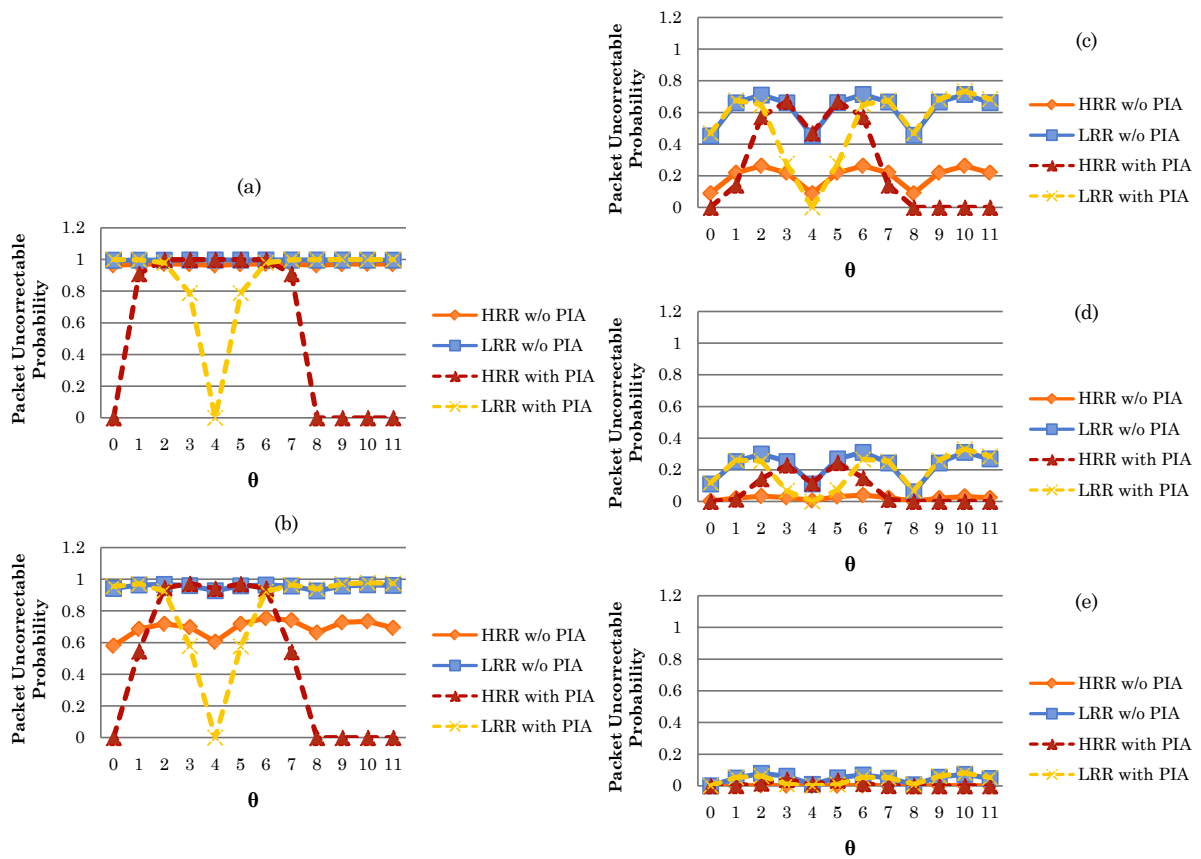 (a)
Packet Uncorrectable
Probability
1.2
1
0.8
0.6
0.4
0.2
0
0 1 2 3 4 5 6 7 8 9 10 11
θ
HRR w/o PIA
LRR w/o PIA
HRR with PIA
LRR with PIA
(b)
Packet Uncorrectable
Probability
1.2
1
0.8
0.6
0.4
0.2
0
0 1 2 3 4 5 6 7 8 9 10 11
θ
HRR w/o PIA
LRR w/o PIA
HRR with PIA
LRR with PIA
(c)
Packet Uncorrectable
Probability
1.2
1
0.8
0.6
0.4
0.2
0
0 1 2 3 4 5 6 7 8 9 10 11
θ
HRR w/o PIA
LRR w/o PIA
HRR with PIA
LRR with PIA
(d)
Packet Uncorrectable
Probability
1.2
1
0.8
0.6
0.4
0.2
0
0 1 2 3 4 5 6 7 8 9 10 11
θ
HRR w/o PIA
LRR w/o PIA
HRR with PIA
LRR with PIA
(e)
Packet Uncorrectable
Probability
1.2
1
0.8
0.6
0.4
0.2
0
0 1 2 3 4 5 6 7 8 9 10 11
θ
HRR w/o PIA
LRR w/o PIA
HRR with PIA
LRR with PIA